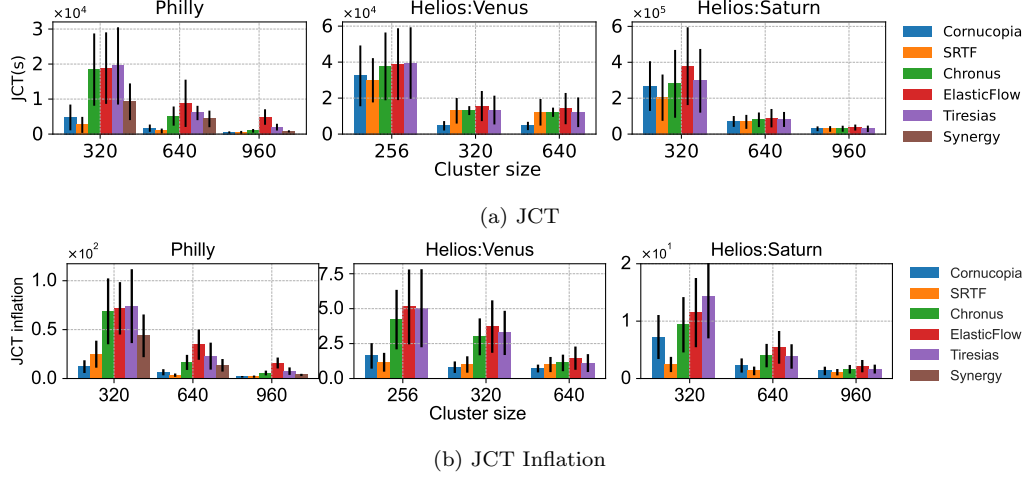 Philly
Helios:Venus
Helios:Saturn
×10⁴
×10⁴
×10⁵
JCT(s)
3
2
1
0
320
640
960
6
4
2
0
256
320
640
6
4
2
0
320
640
960
Cluster size
Cornucopia
SRTF
Chronus
ElasticFlow
Tiresias
Synergy
(a) JCT
Philly
Helios:Venus
Helios:Saturn
×10²
×10¹
JCT inflation
1.0
0.5
0.0
320
640
960
7.5
5.0
2.5
0.0
256
320
640
2
1
0
320
640
960
Cluster size
Cornucopia
SRTF
Chronus
ElasticFlow
Tiresias
Synergy
(b) JCT Inflation